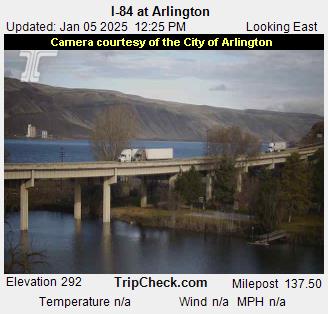 I-84 at Arlington
Updated: Jan 05 2025 12:25 PM Looking East
Camera courtesy of the City of Arlington
Elevation 292 TripCheck.com Milepost 137.50
Temperature n/a Wind n/a MPH n/a